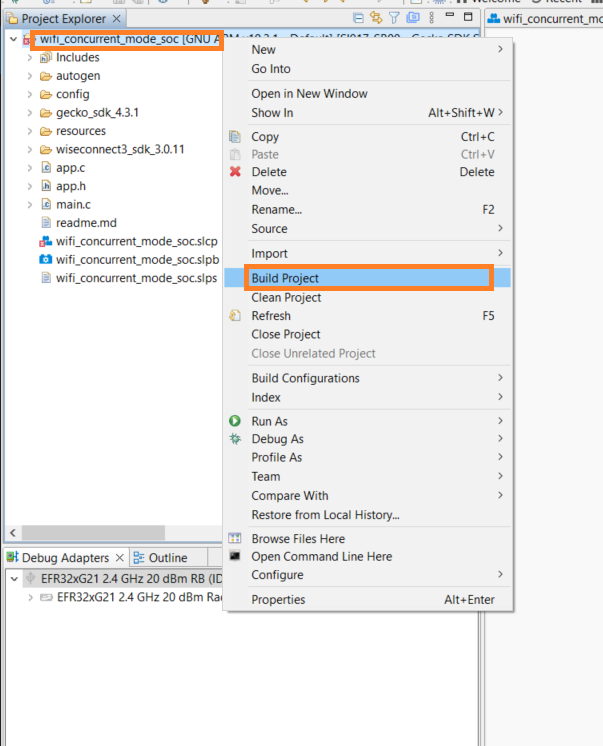 Welcome
Recent
Project Explorer
wifi_concurrent_mo
wifi_concurrent_mode_soc [GNU A
Includes
autogen
config
gecko_sdk_4.3.1
resources
wiseconnect3_sdk_3.0.11
app.c
app.h
main.c
readme.md
wifi_concurrent_mode_soc.slcp
wifi_concurrent_mode_soc.slpb
wifi_concurrent_mode_soc.slps
New
Go Into
Open in New Window
Show In Alt+Shift+W
Copy Ctrl+C
Paste Ctrl+V
Delete Delete
Move...
Rename... F2
Source
Import
Build Project
Clean Project
Refresh F5
Close Project
Close Unrelated Project
Build Configurations
Index
Run As
Debug As
Profile As
Team
Compare With
Restore from Local History...
Browse Files Here
Open Command Line Here
Configure
Properties Alt+Enter
Debug Adapters
Outline
EFR32xG21 2.4 GHz 20 dBm RB (ID
EFR32xG21 2.4 GHz 20 dBm Ra